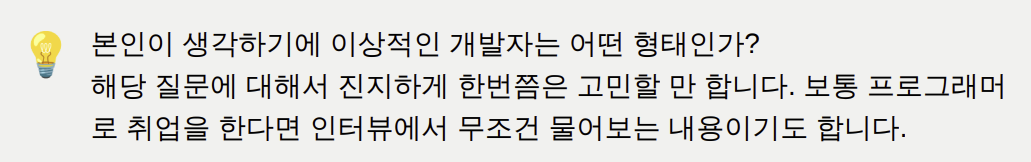 본인이 생각하기에 이상적인 개발자는 어떤 형태인가?
해당 질문에 대해서 진지하게 한번쯤은 고민할 만 합니다. 보통 프로그래머
로 취업을 한다면 인터뷰에서 무조건 물어보는 내용이기도 합니다.